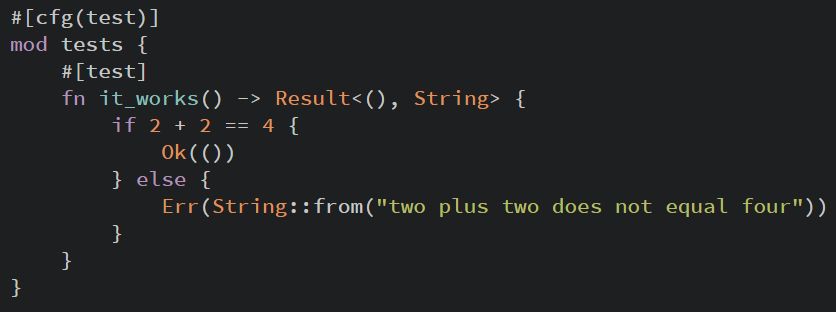 #[cfg(test)]
mod tests {
    #[test]
    fn it_works() -> Result<(), String> {
        if 2 + 2 == 4 {
            Ok(())
        } else {
            Err(String::from("two plus two does not equal four"))
        }
    }
}